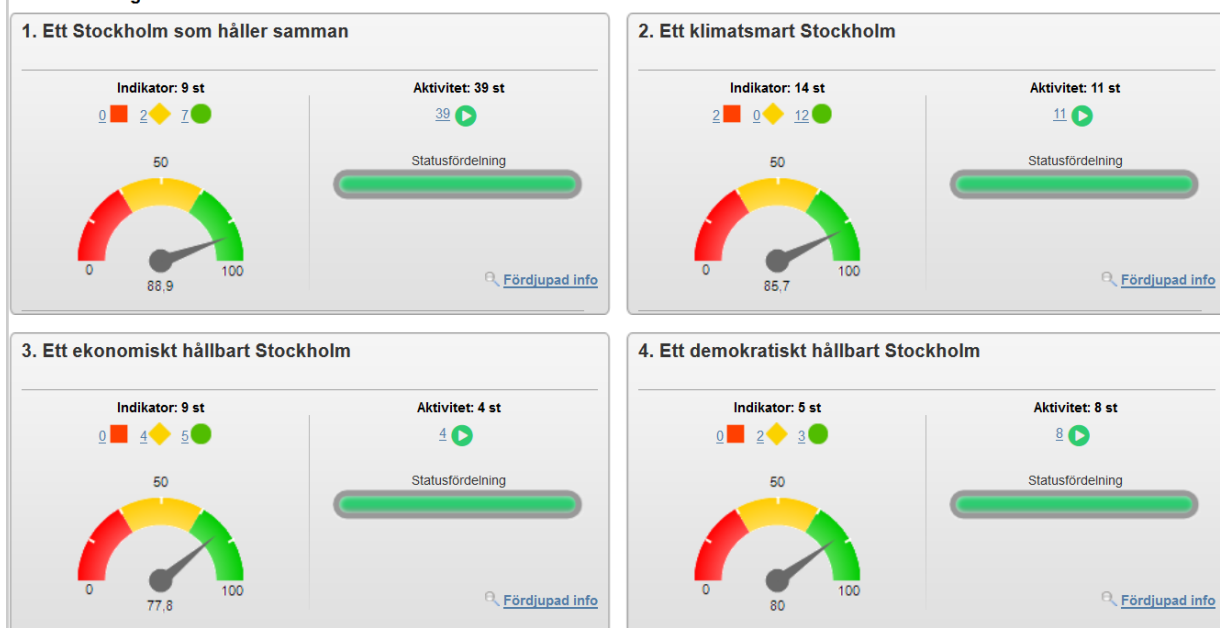 1. Ett Stockholm som håller samman
Indikator: 9 st
0 2 7
50
0 100
88,9
Aktivitet: 39 st
39
Statusfördelning
Fördjupad info
2. Ett klimatsmart Stockholm
Indikator: 14 st
2 0 12
50
0 100
85,7
Aktivitet: 11 st
11
Statusfördelning
Fördjupad info
3. Ett ekonomiskt hållbart Stockholm
Indikator: 9 st
0 4 5
50
0 100
77,8
Aktivitet: 4 st
4
Statusfördelning
Fördjupad info
4. Ett demokratiskt hållbart Stockholm
Indikator: 5 st
0 2 3
50
0 100
80
Aktivitet: 8 st
8
Statusfördelning
Fördjupad info